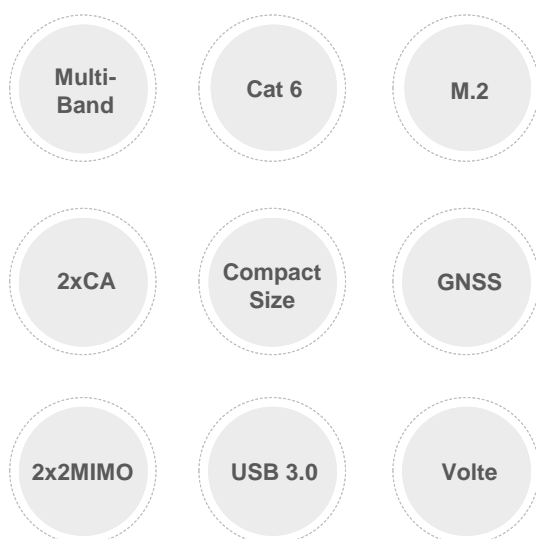 Multi-
Band
Cat 6
M.2
2xCA
Compact
Size
GNSS
2x2MIMO
USB 3.0
Volte